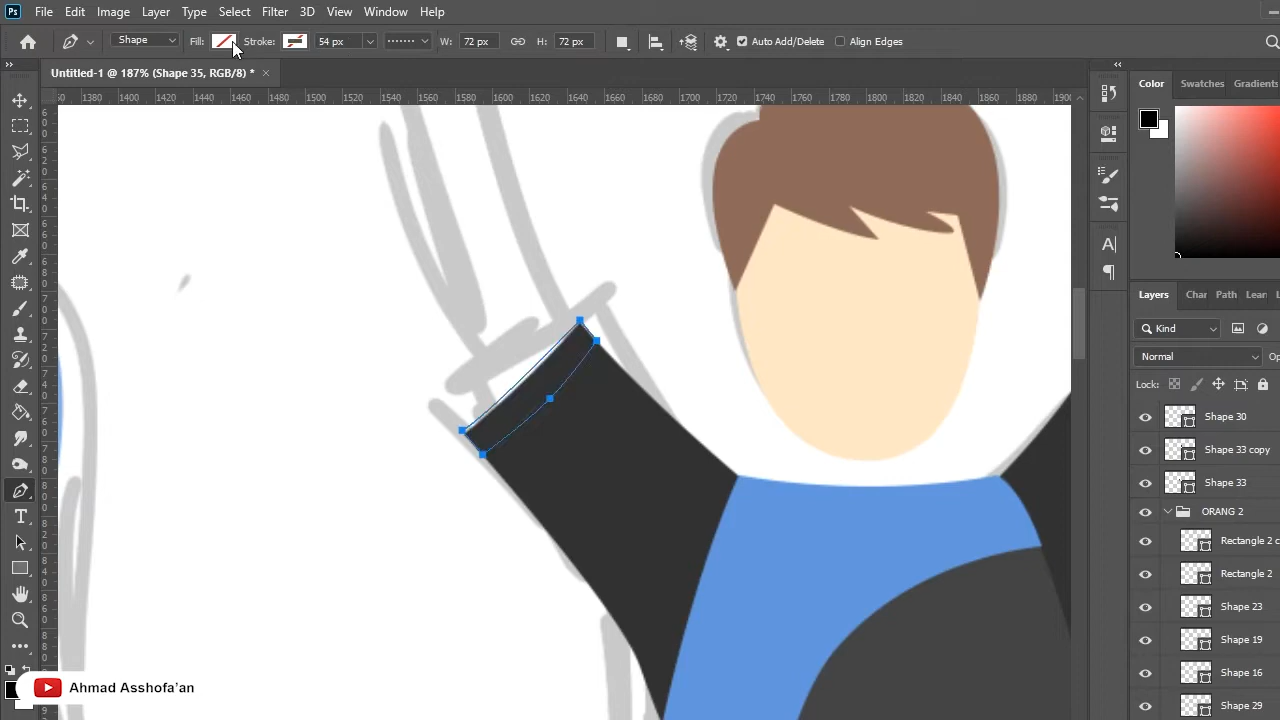 Ps File Edit Image Layer Type Select Filter 3D View Window Help
Shape Fill: Stroke: 54 px W: 72 px H: 72 px Auto Add/Delete Align Edges
Untitled-1 @ 187% (Shape 35, RGB/8) *
Color Swatches Gradients
1380 1400 1420 1440 1460 1480 1500 1520 1540 1560 1580 1600 1620 1640 1660 1680 1700 1720 1740 1760 1780 1800 1820 1840 1860 1880 1900
Layers Char Path Lear
Kind
Normal
Lock:
Shape 30
Shape 33 copy
Shape 33
ORANG 2
Rectangle 2 c
Rectangle 2
Shape 23
Shape 19
Shape 16
Shape 29
Ahmad Asshofa'an